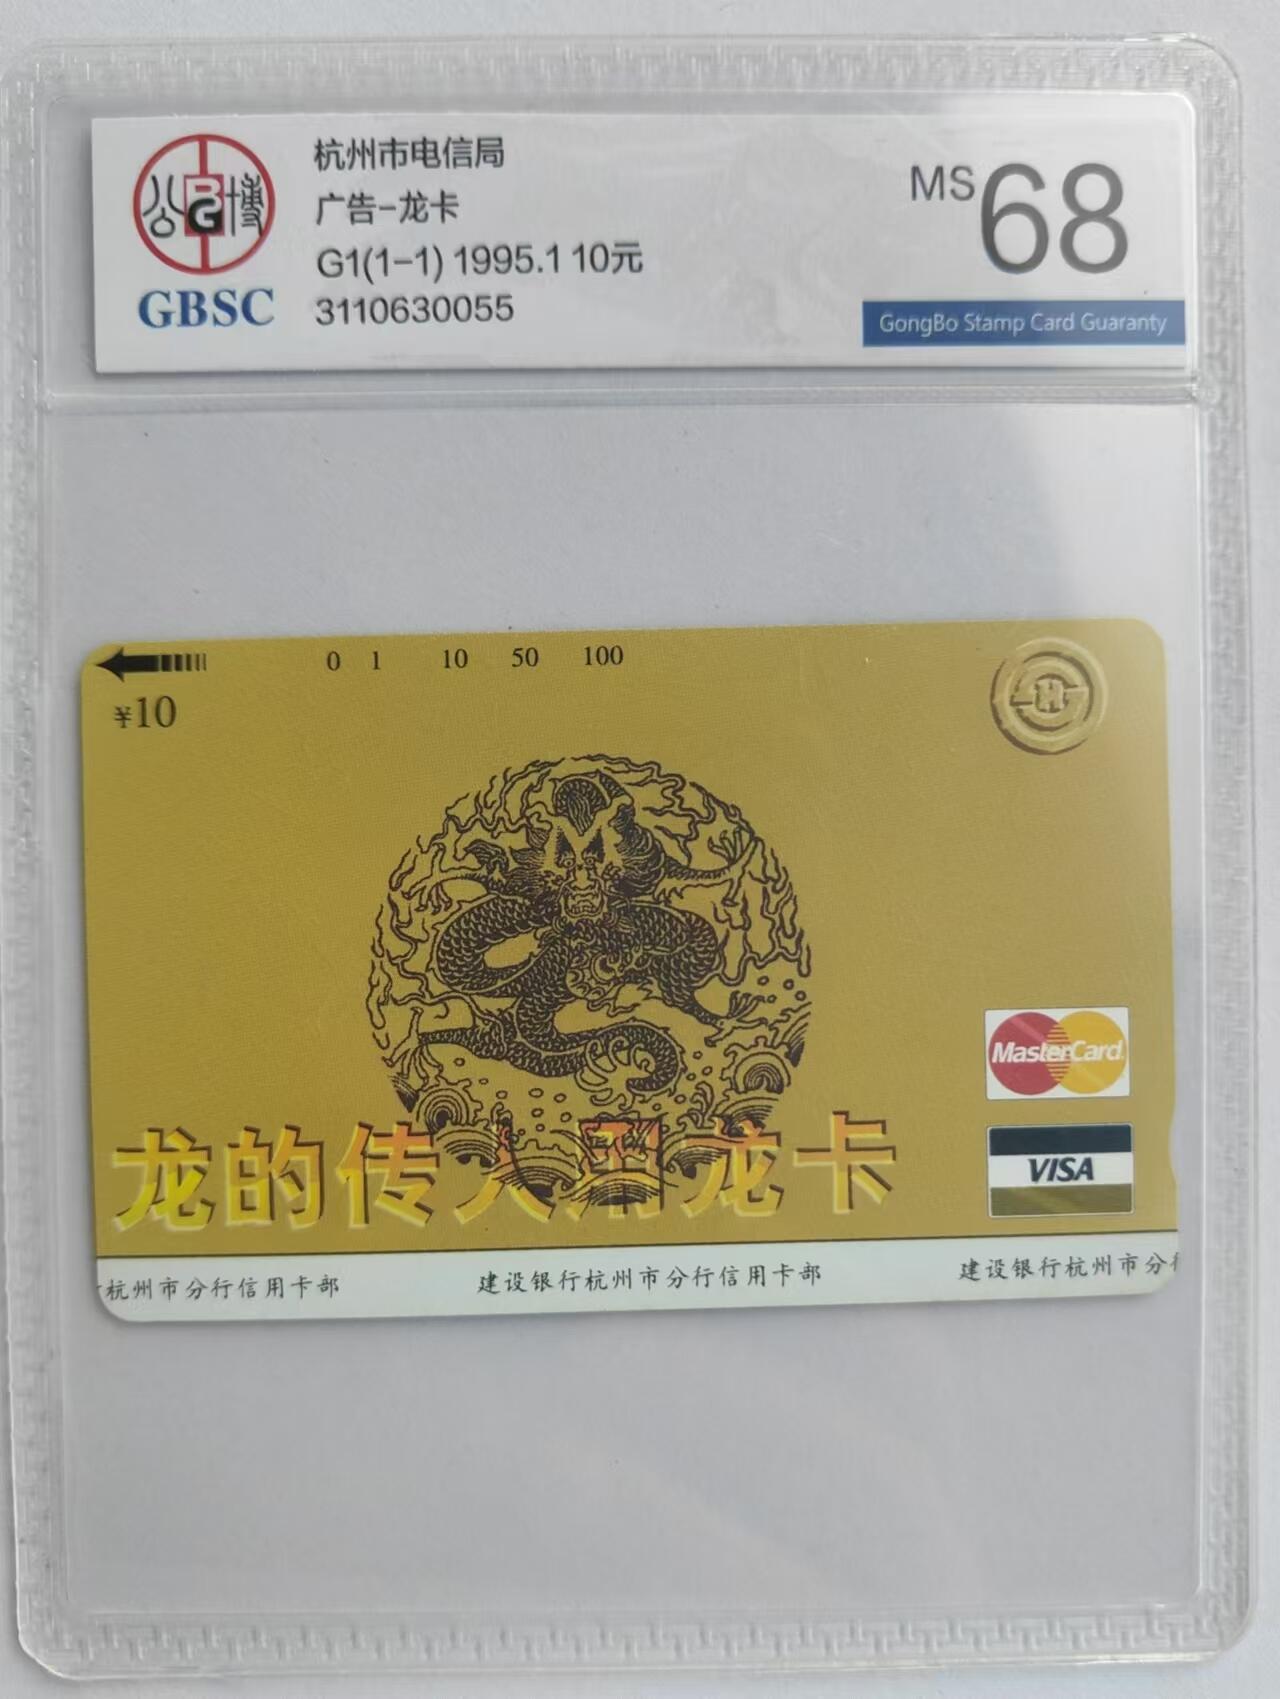 杭州市电信局
广告-龙卡
G1(1-1) 1995.1 10元
3110630055
公博
BG
GBSC
MS 68
GongBo Stamp Card Guaranty
0 1 10 50 100
¥10
MasterCard
VISA
龙的传人用龙卡
杭州市分行信用卡部 建设银行杭州市分行信用卡部 建设银行杭州市分